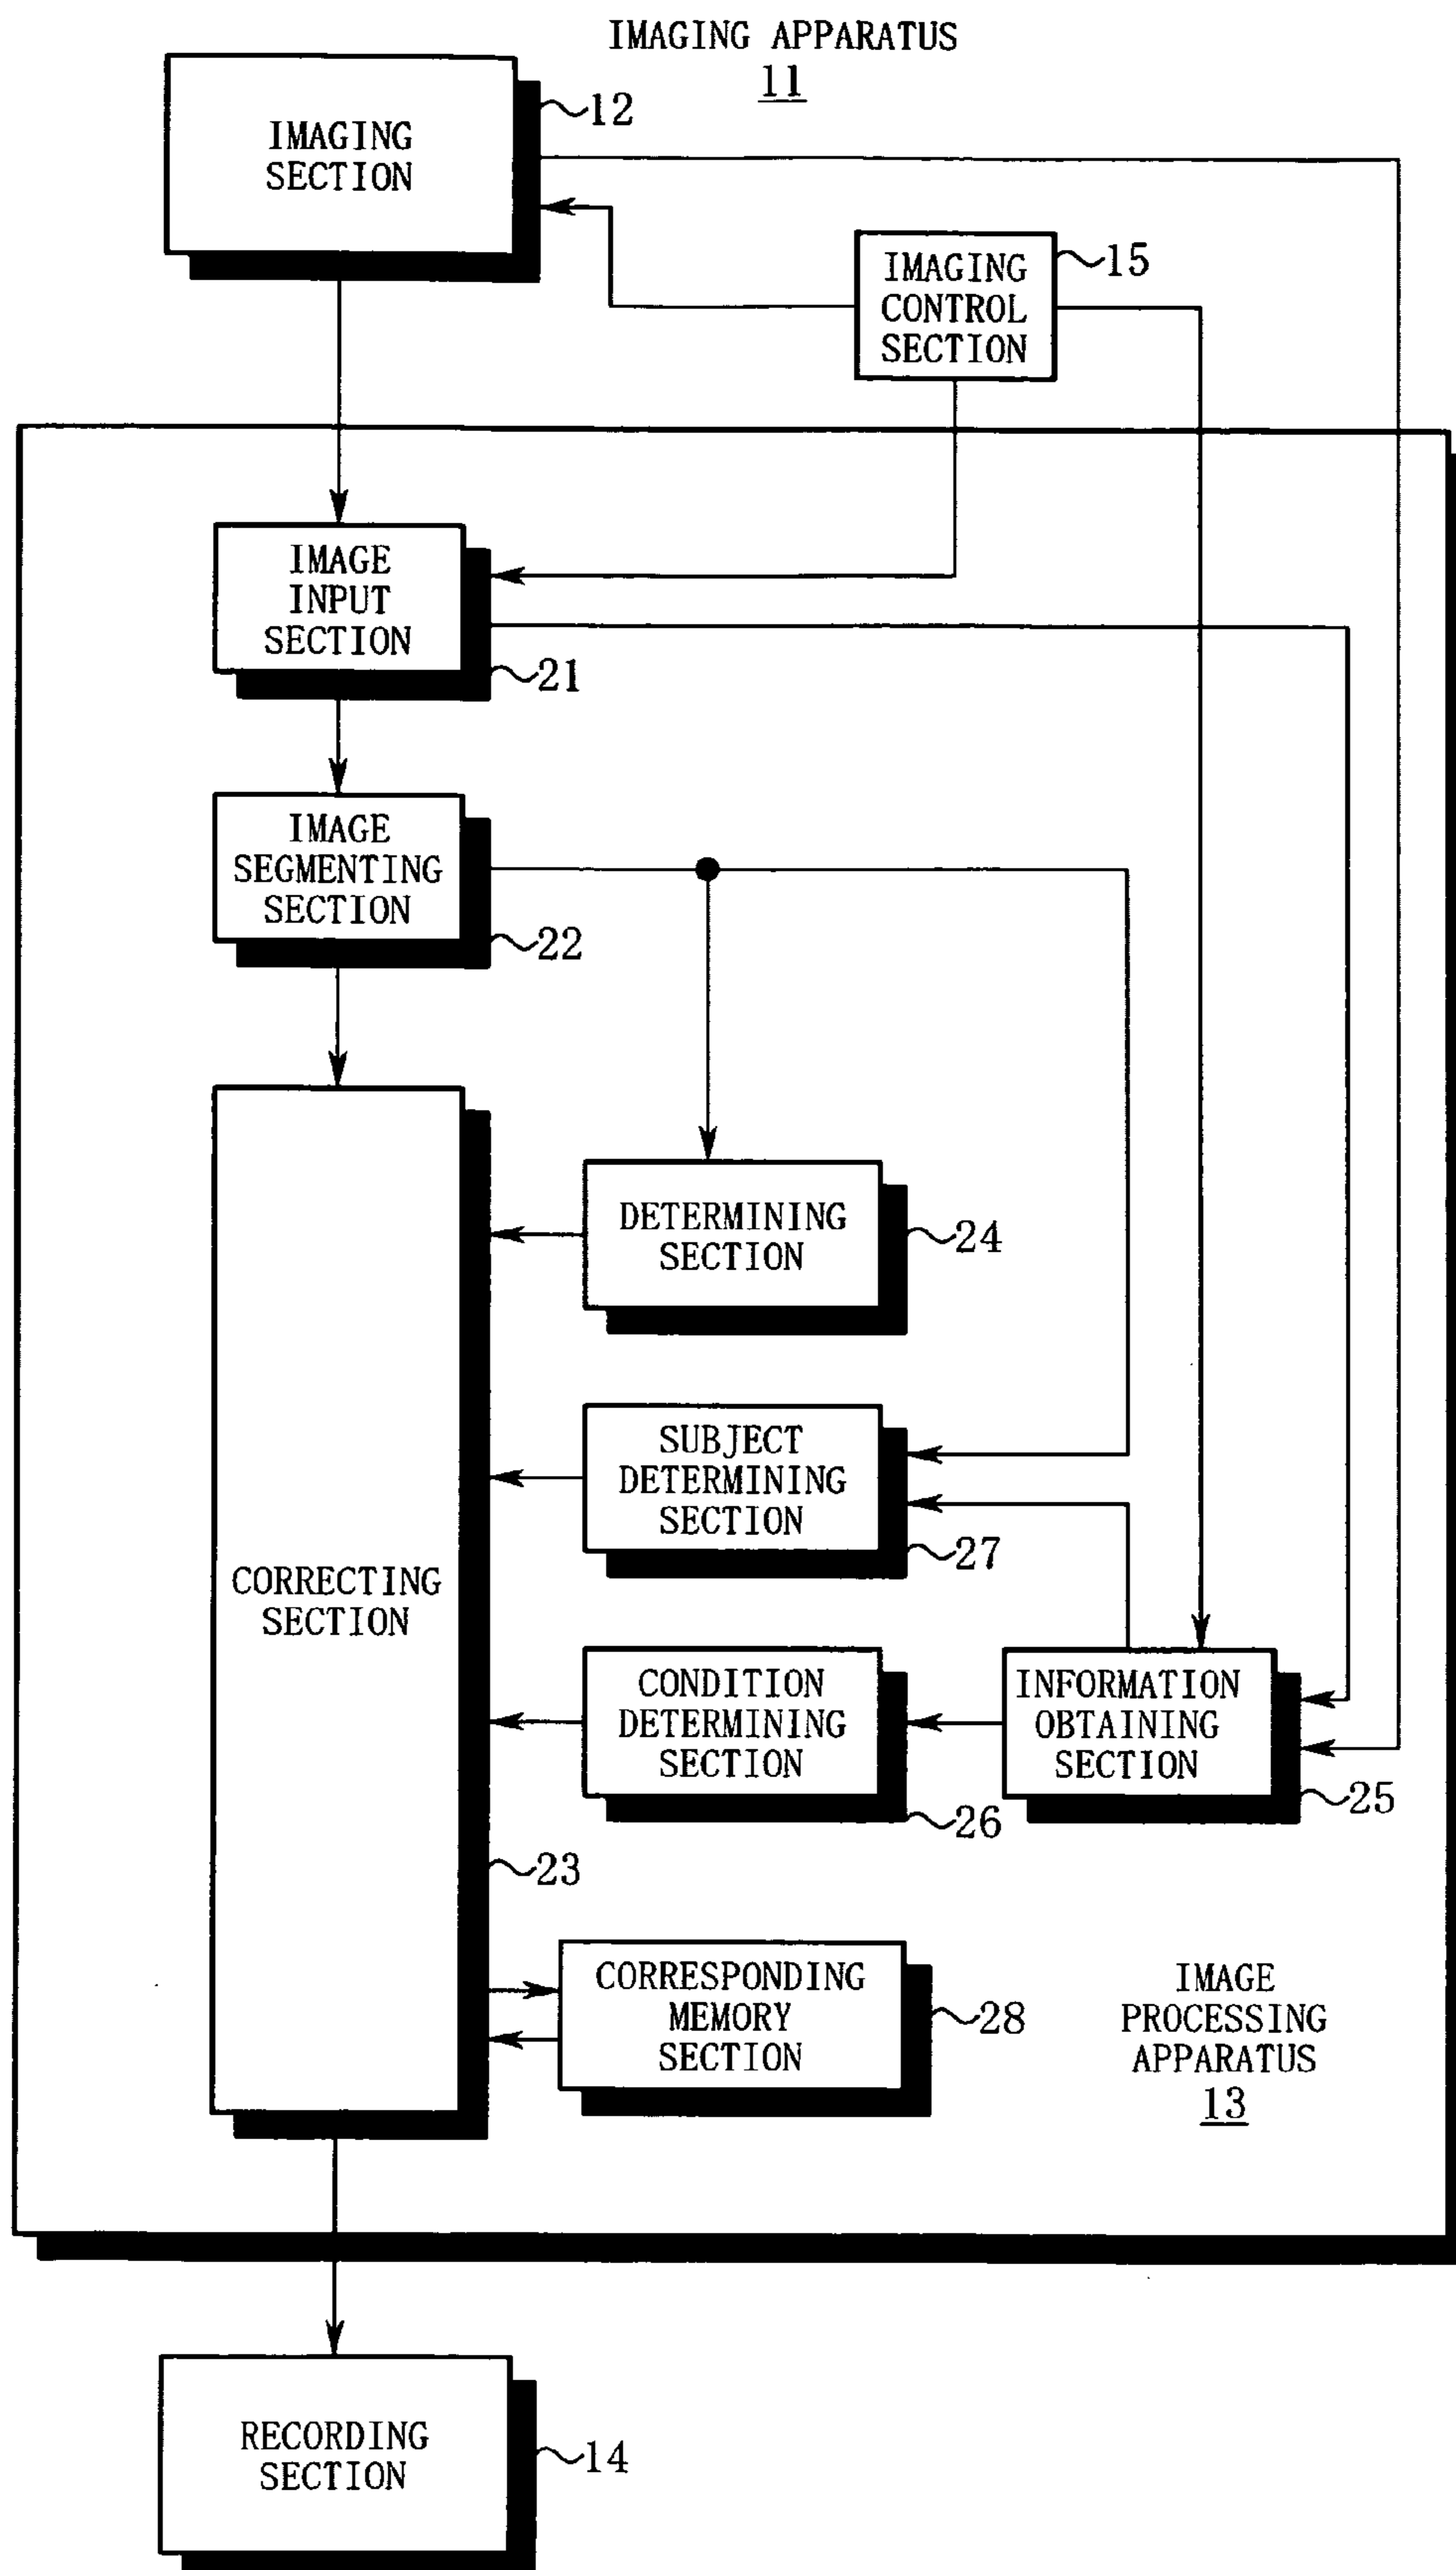 IMAGING APPARATUS
11
IMAGING
SECTION
12
IMAGING
CONTROL
SECTION
15
IMAGE
INPUT
SECTION
21
IMAGE
SEGMENTING
SECTION
22
DETERMINING
SECTION
24
SUBJECT
DETERMINING
SECTION
27
CORRECTING
SECTION
23
CONDITION
DETERMINING
SECTION
26
INFORMATION
OBTAINING
SECTION
25
CORRESPONDING
MEMORY
SECTION
28
IMAGE
PROCESSING
APPARATUS
13
RECORDING
SECTION
14